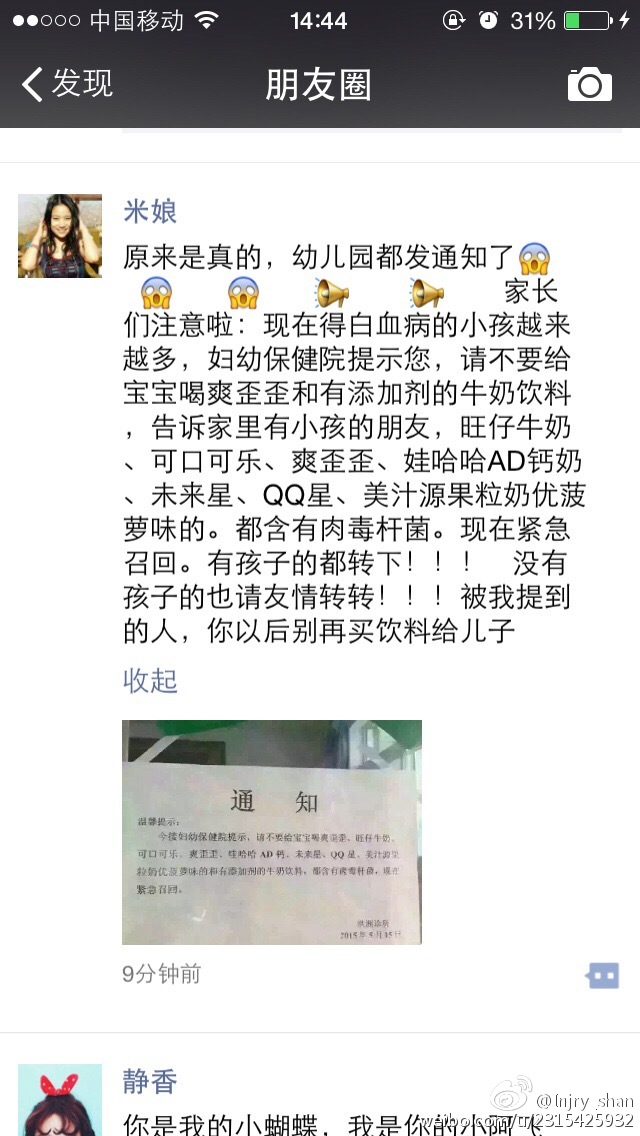 中国移动 14:44 31%
发现 朋友圈
米娘
原来是真的，幼儿园都发通知了😱
😱 😱 📢 📢 家长
们注意啦：现在得白血病的小孩越来
越多，妇幼保健院提示您，请不要给
宝宝喝爽歪歪和有添加剂的牛奶饮料
，告诉家里有小孩的朋友，旺仔牛奶
、可口可乐、爽歪歪、娃哈哈AD钙奶
、未来星、QQ星、美汁源果粒奶优菠
萝味的。都含有肉毒杆菌。现在紧急
召回。有孩子的都转下！！！ 没有
孩子的也请友情转转！！！被我提到
的人，你以后别再买饮料给儿子
收起
通 知
温馨提示：
今接妇幼保健院提示、请不要给宝宝喝爽歪歪、旺仔牛奶、
可口可乐、爽歪歪、娃哈哈 AD 钙、未来星、QQ 星、美汁源果
粒奶优菠萝味的和有添加剂的牛奶饮料，都含有肉毒杆菌，现在
紧急召回。
诊所
2015年5月15日
9分钟前
静香
你是我的小蝴蝶，我是你的小阿飞
@Injry_shan
weibo.com/u/2315425932